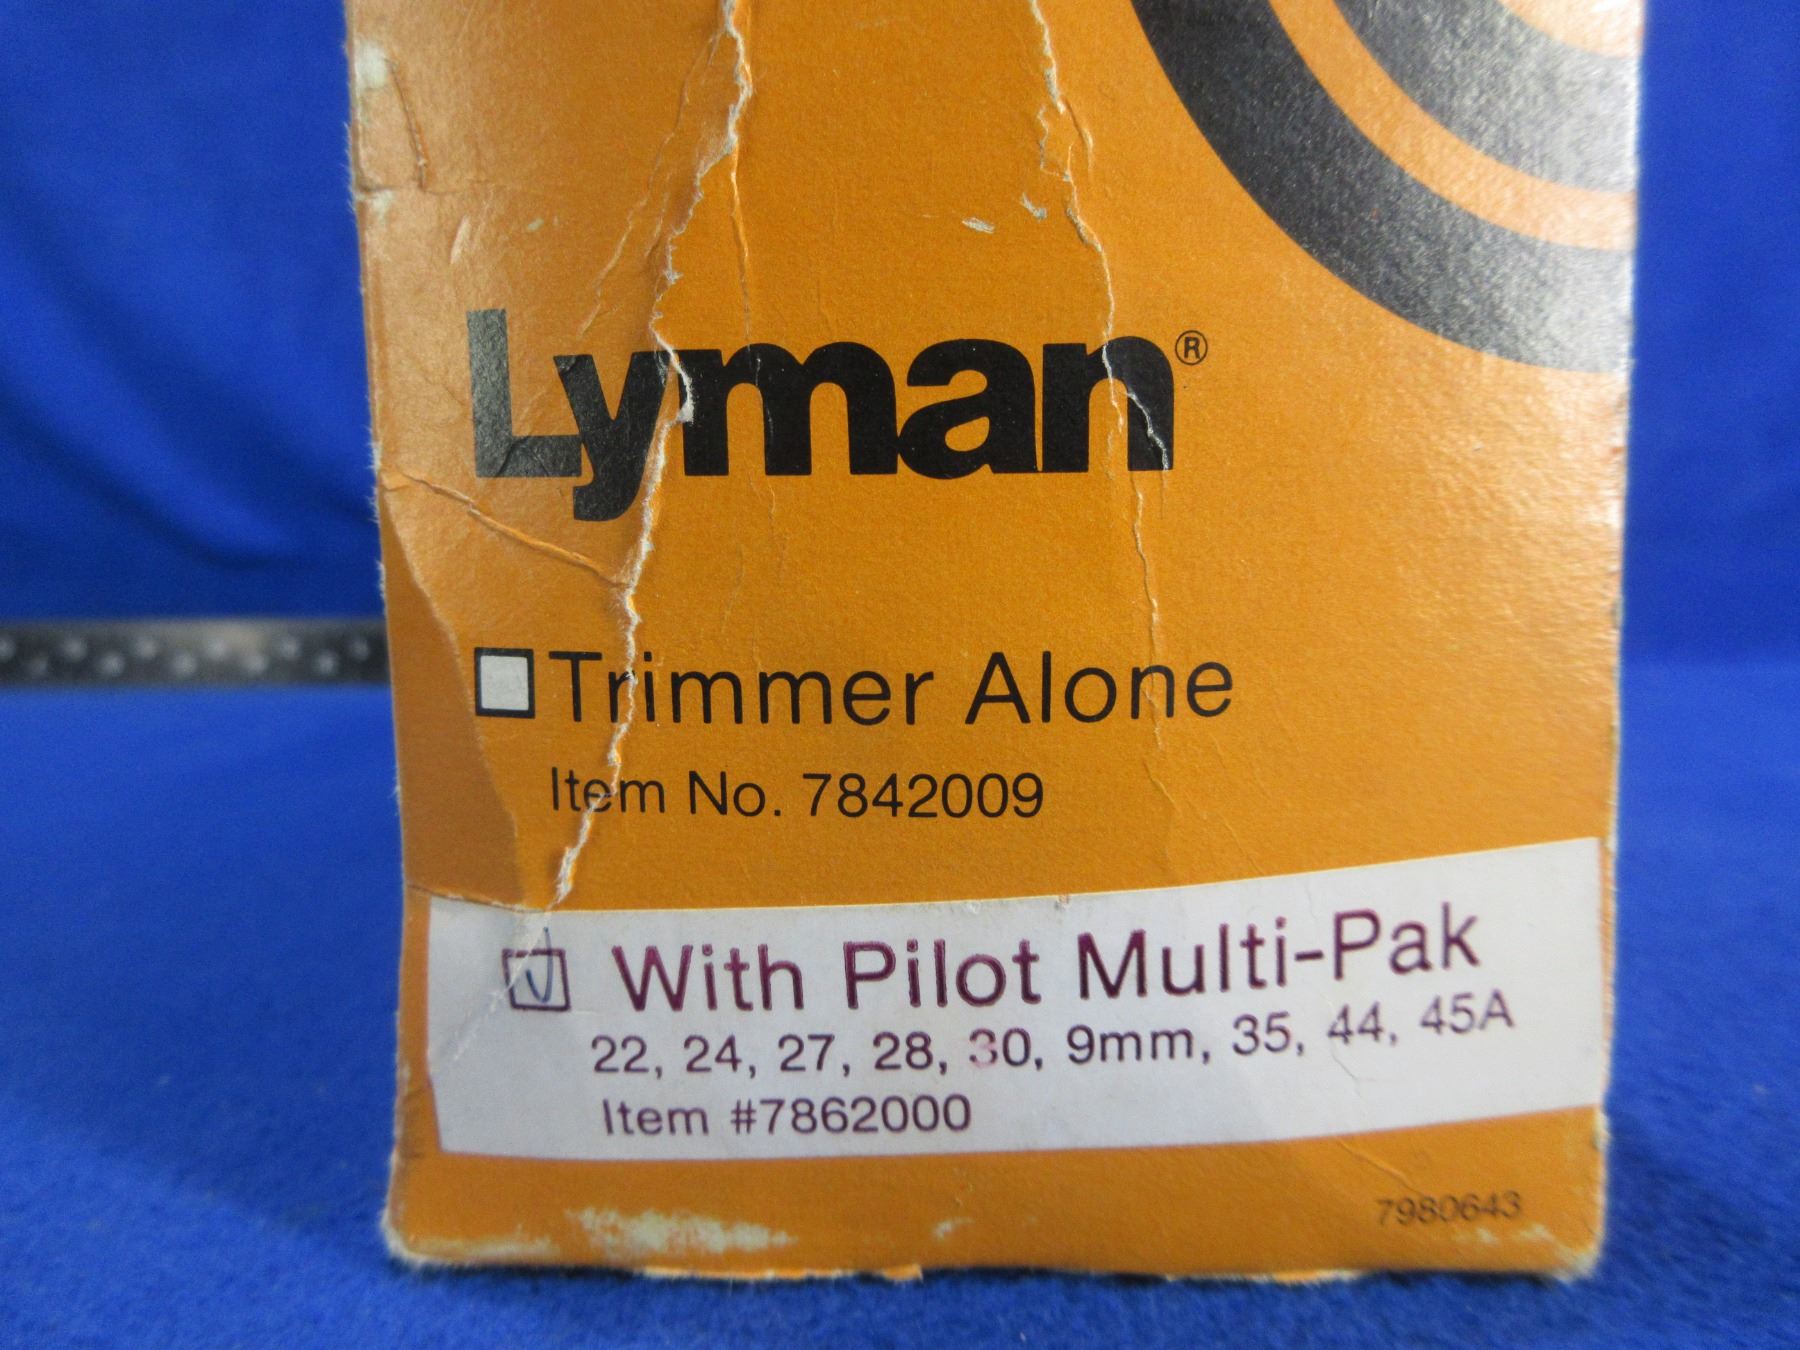 Lyman®
Trimmer Alone
Item No. 7842009
With Pilot Multi-Pak
22, 24, 27, 28, 30, 9mm, 35, 44, 45A
Item #7862000
7980643